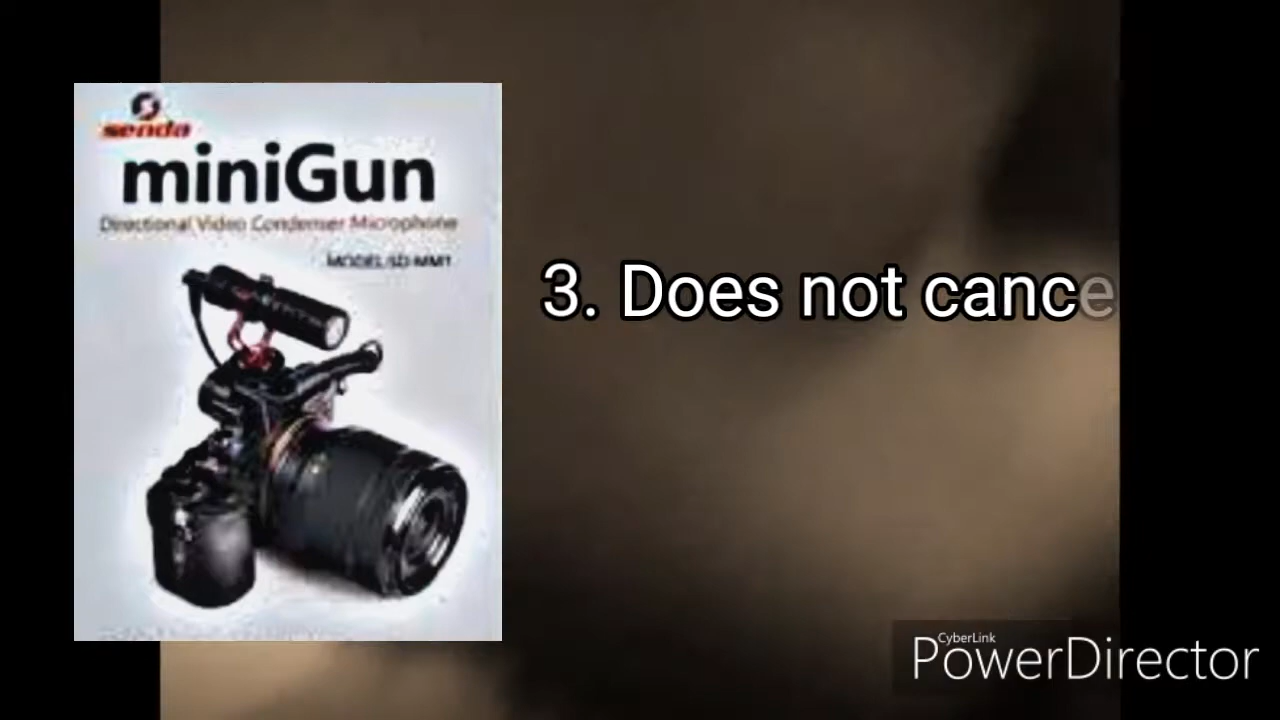 senda
miniGun
Directional Video Condenser Microphone
MODEL SD-MM1
3. Does not cance
CyberLink
PowerDirector